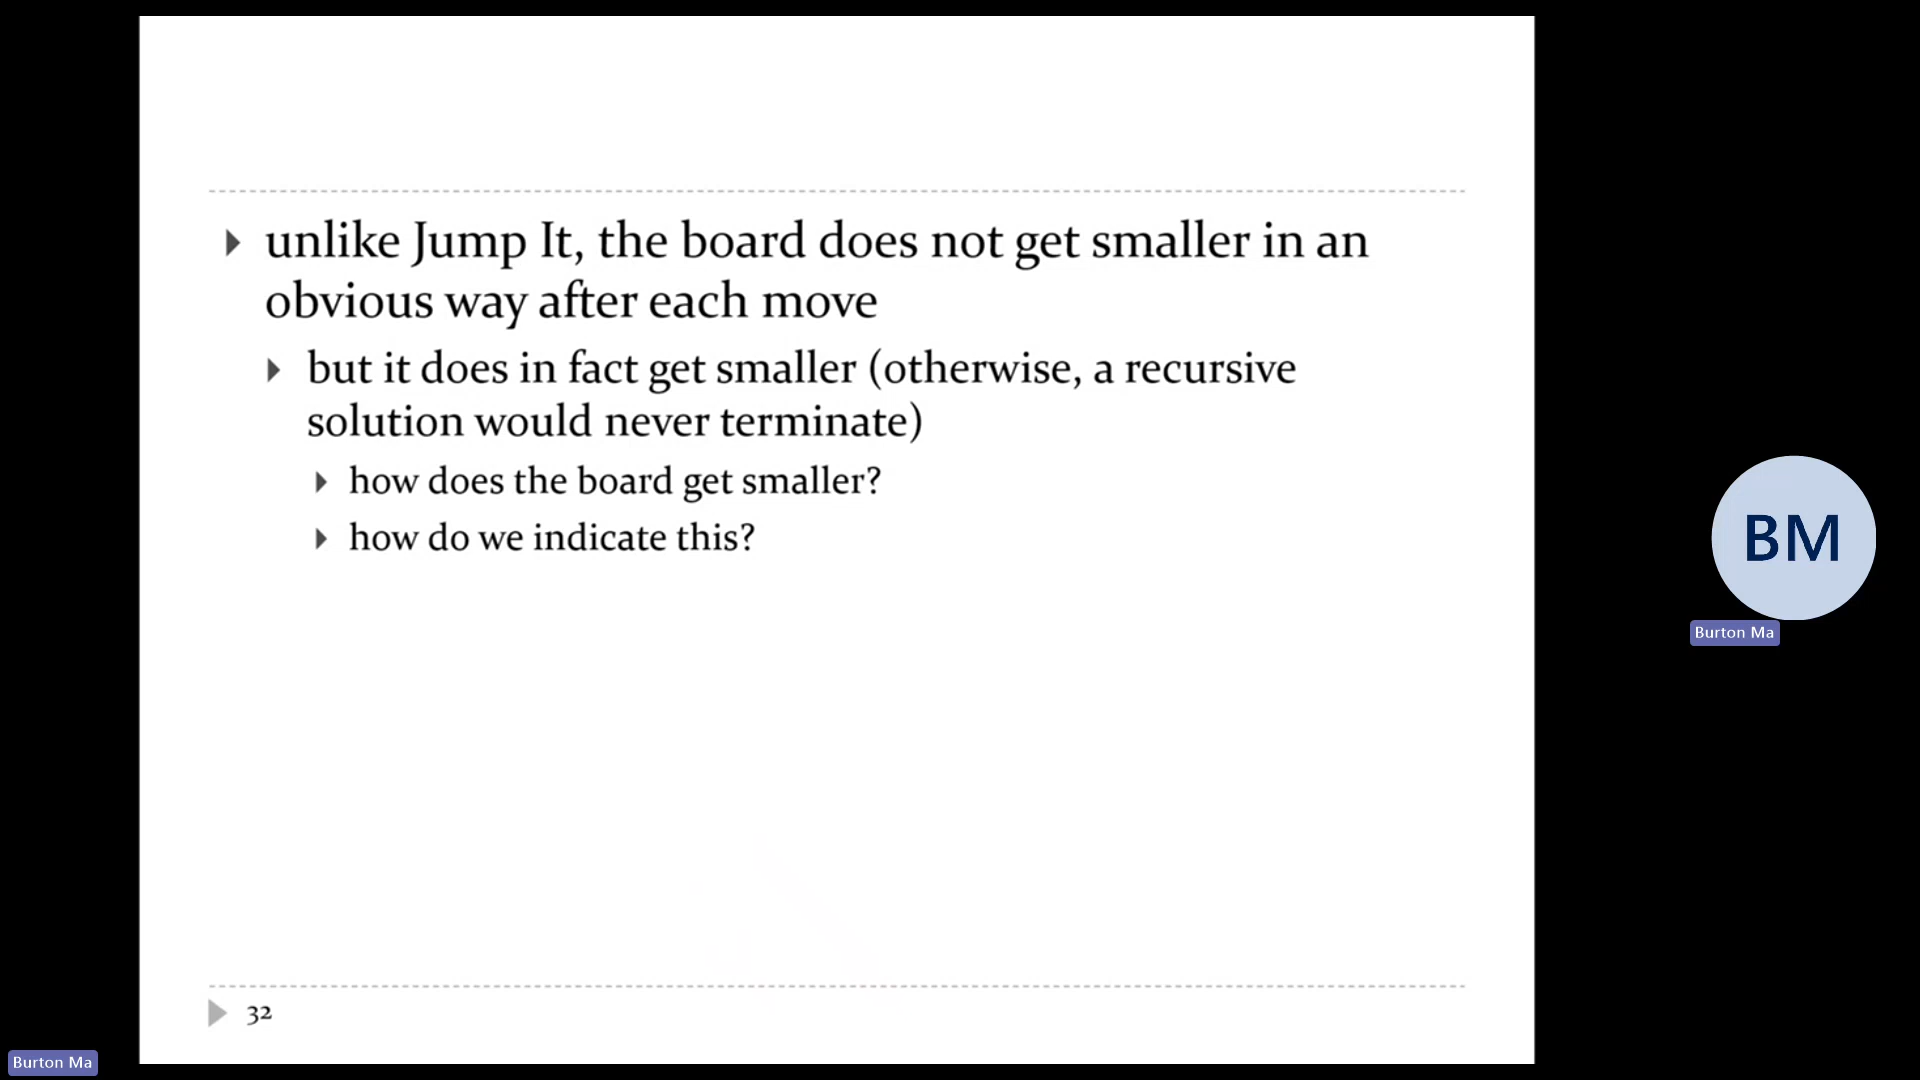 unlike Jump It, the board does not get smaller in an
obvious way after each move
but it does in fact get smaller (otherwise, a recursive
solution would never terminate)
how does the board get smaller?
how do we indicate this?
32
BM
Burton Ma
Burton Ma